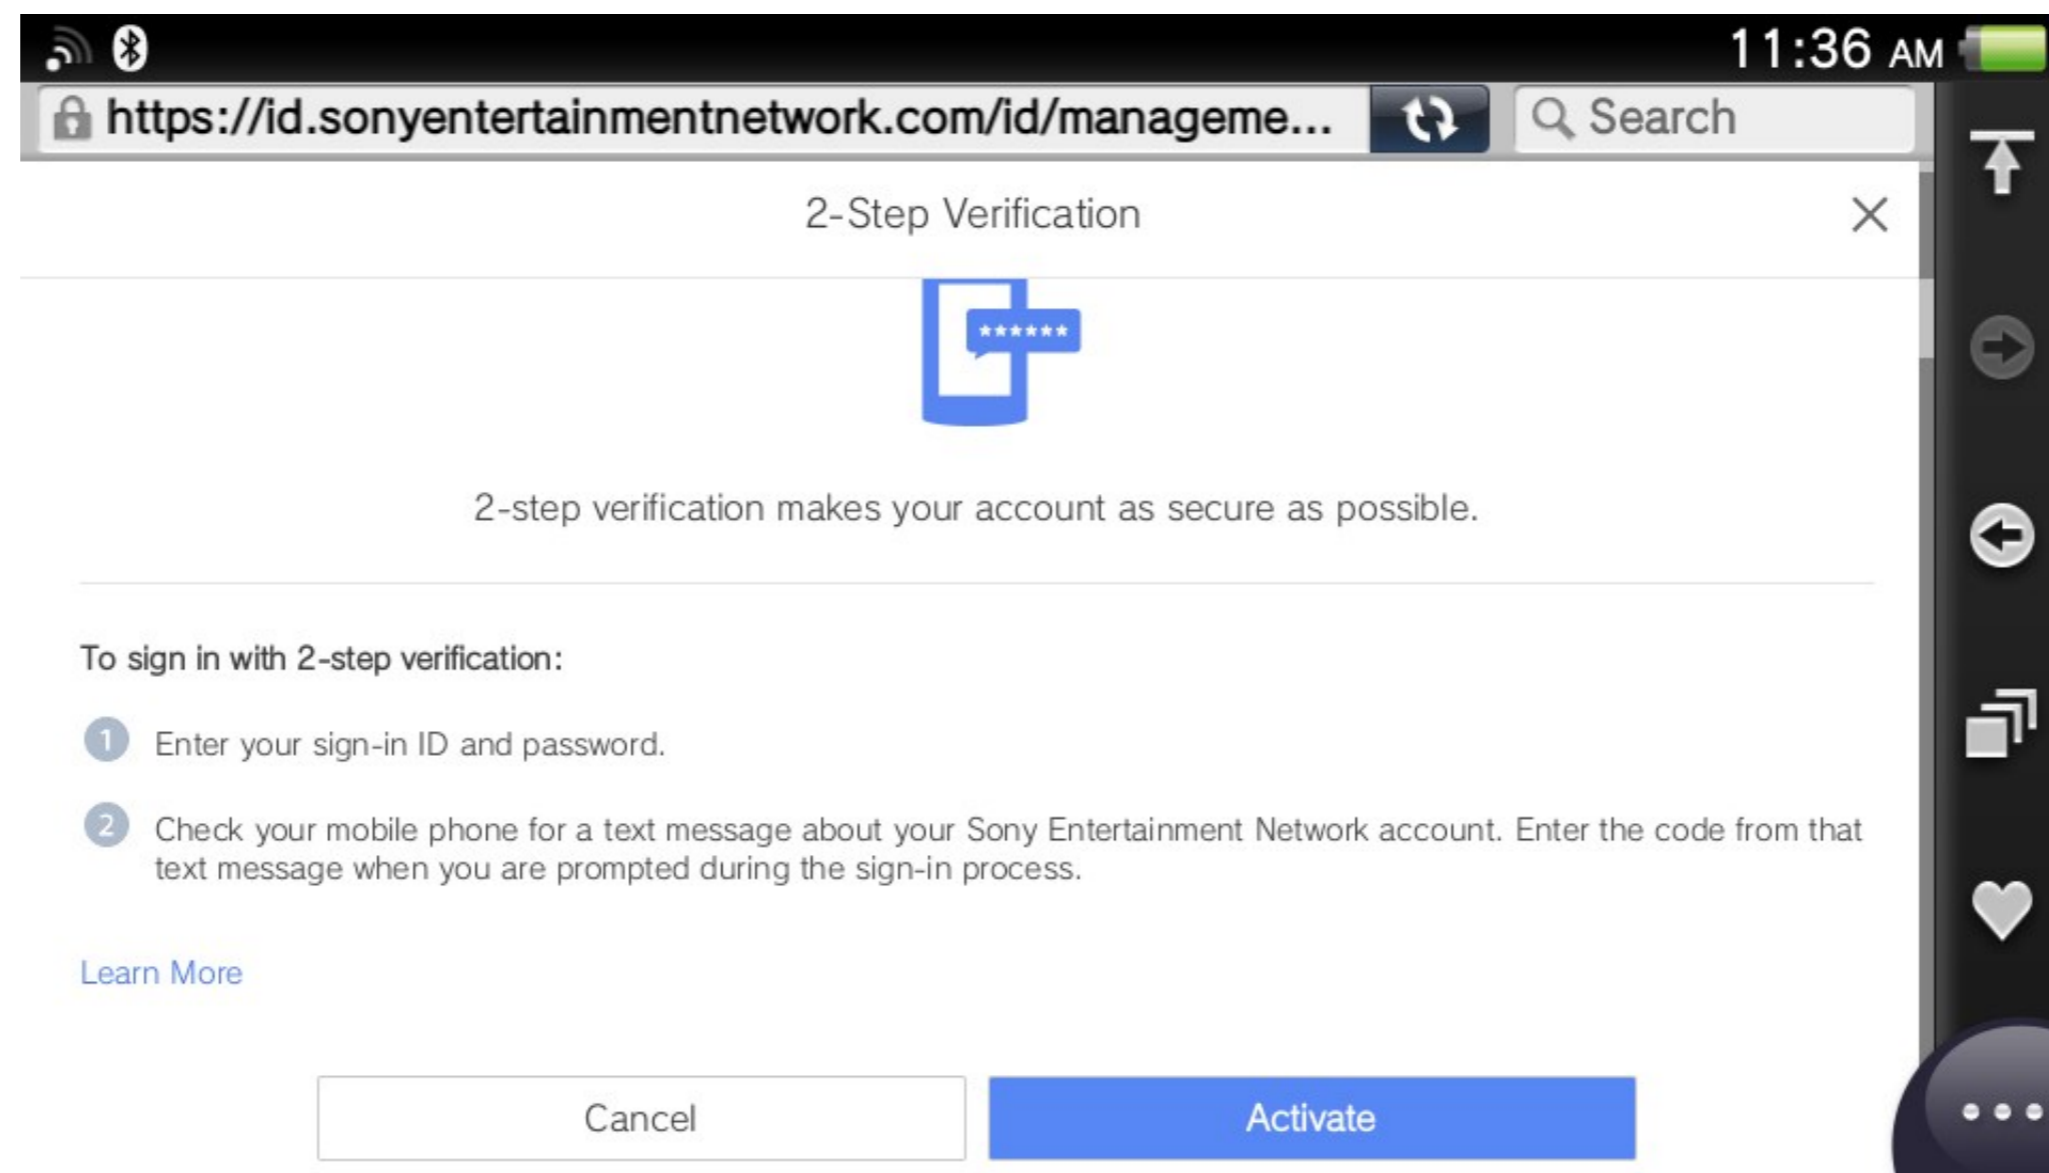 11:36 AM
https://id.sonyentertainmentnetwork.com/id/manageme...
Search
2-Step Verification
******
2-step verification makes your account as secure as possible.
To sign in with 2-step verification:
1 Enter your sign-in ID and password.
2 Check your mobile phone for a text message about your Sony Entertainment Network account. Enter the code from that
text message when you are prompted during the sign-in process.
Learn More
Cancel
Activate